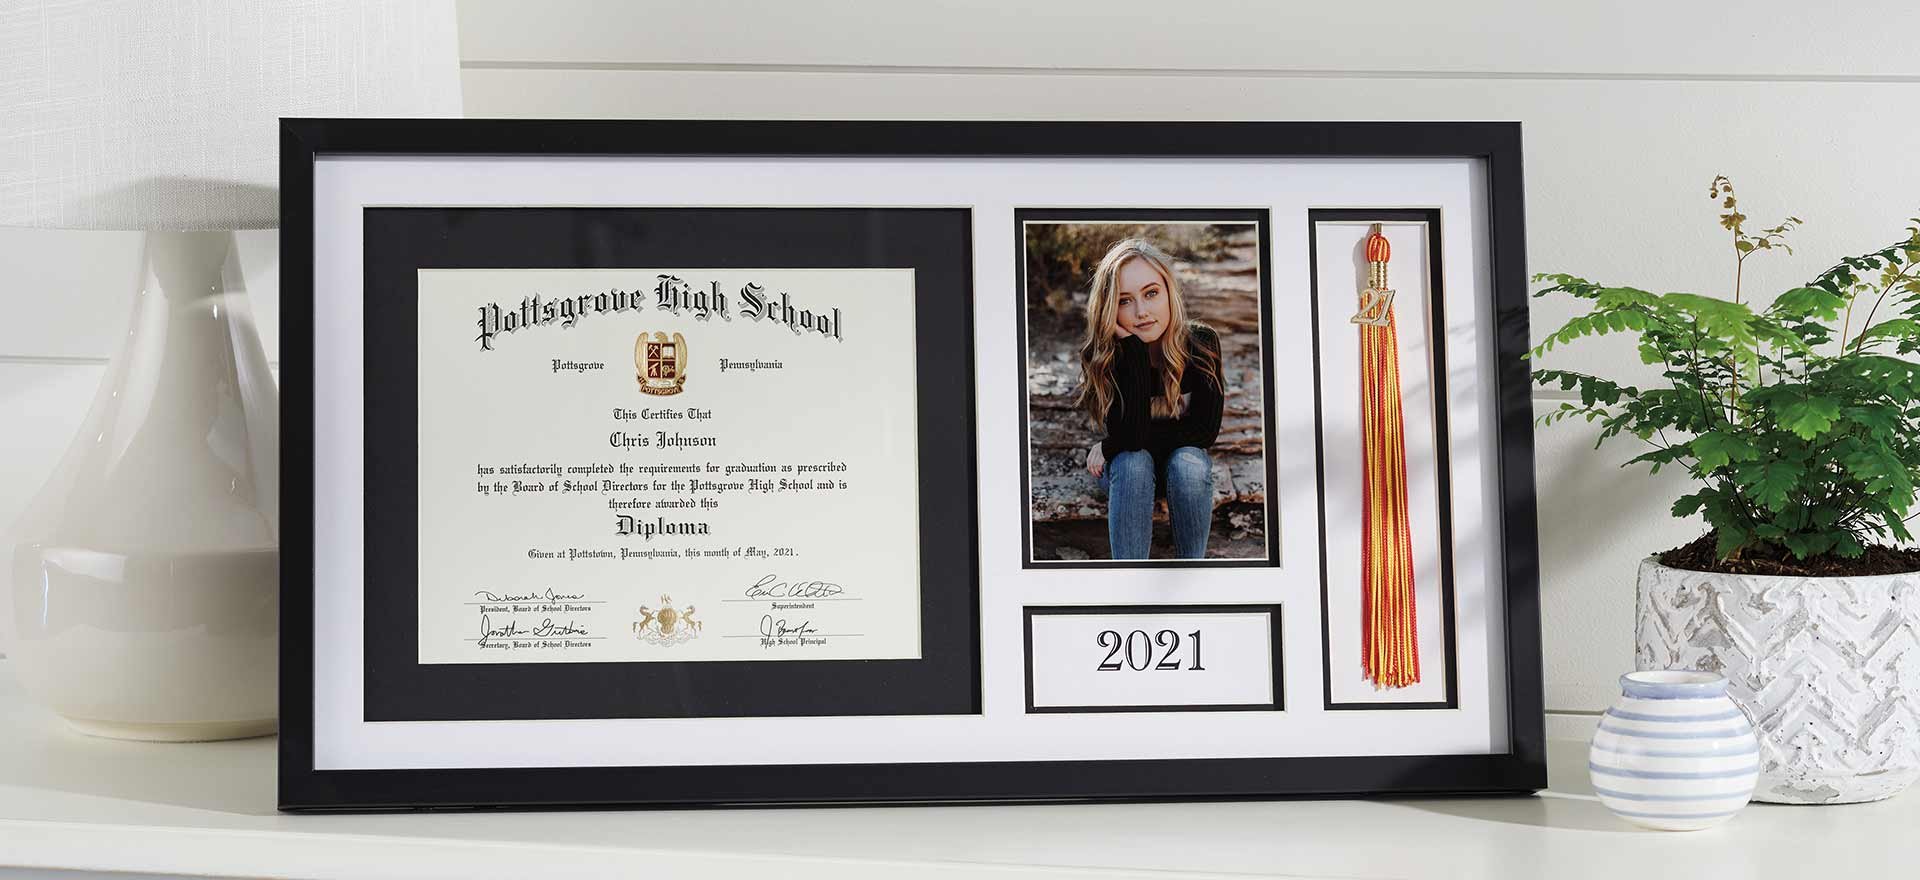 Pottsgrove High School
Pottsgrove Pennsylvania
POTTSGROVE
This Certifies That
Chris Johnson
has satisfactorily completed the requirements for graduation as prescribed
by the Board of School Directors for the Pottsgrove High School and is
therefore awarded this
Diploma
Given at Pottstown, Pennsylvania, this month of May, 2021.
Deborah Jones
President, Board of School Directors
Superintendent
Jonathan Guthrie
Secretary, Board of School Directors
High School Principal
2021
21